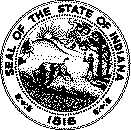 SEAL OF THE STATE OF INDIANA
1816